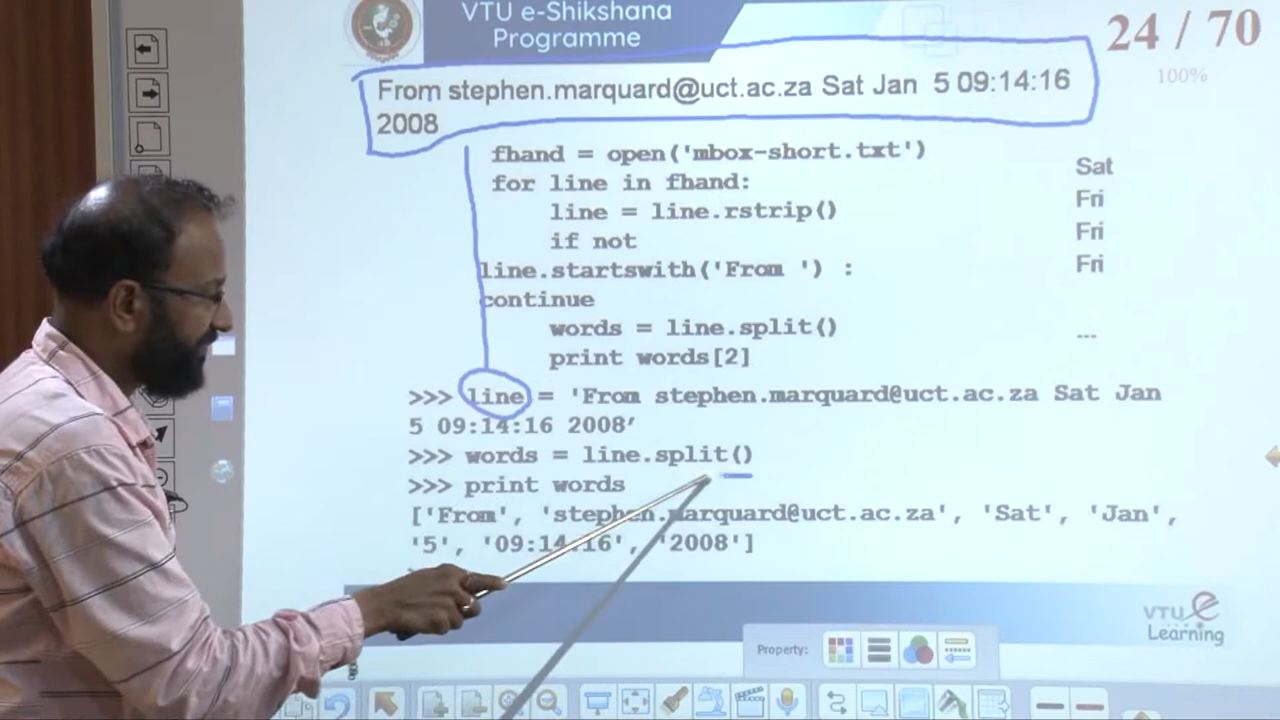 VTU e-Shikshana
Programme
24 / 70
100%
From stephen.marquard@uct.ac.za Sat Jan  5 09:14:16
2008
fhand = open('mbox-short.txt')
for line in fhand:
line = line.rstrip()
if not
line.startswith('From ') :
continue
words = line.split()
print words[2]
Sat
Fri
Fri
Fri
...
>>> line = 'From stephen.marquard@uct.ac.za Sat Jan
5 09:14:16 2008’
>>> words = line.split()
>>> print words
['From', 'stephen.marquard@uct.ac.za', 'Sat', 'Jan',
'5', '09:14:16', '2008']
VTU e
Learning
Property: